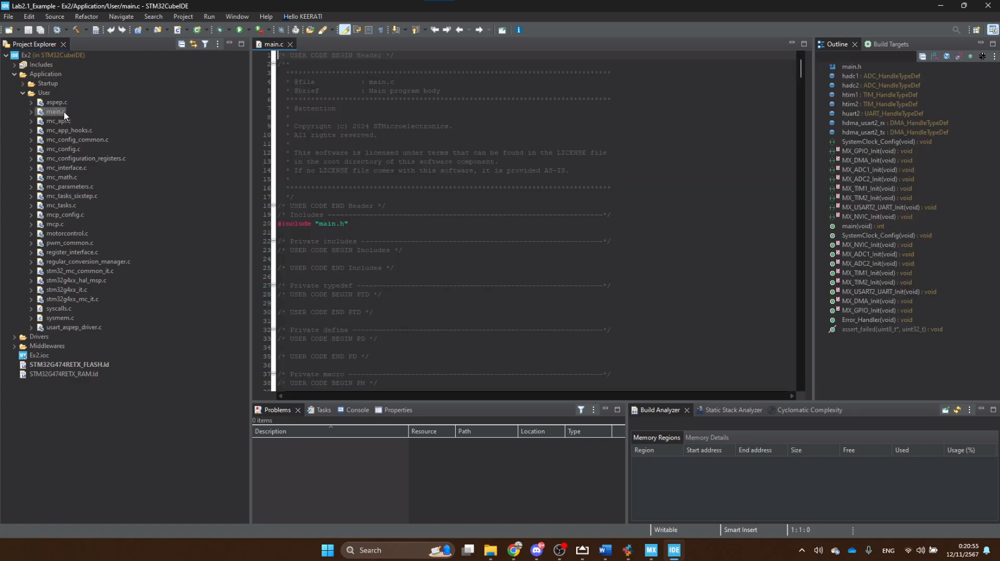 Lab2.1_Example - Ex2/Application/User/main.c - STM32CubeIDE
File Edit Source Refactor Navigate Search Project Run Window Help Hello KEERATI
Project Explorer
Ex2 (in STM32CubeIDE)
Includes
Application
Startup
User
aspep.c
main.c
mc_api.c
mc_app_hooks.c
mc_config_common.c
mc_config.c
mc_configuration_registers.c
mc_interface.c
mc_math.c
mc_parameters.c
mc_tasks_sixstep.c
mc_tasks.c
mcp_config.c
mcp.c
motorcontrol.c
pwm_common.c
register_interface.c
regular_conversion_manager.c
stm32_mc_common_it.c
stm32g4xx_hal_msp.c
stm32g4xx_it.c
stm32g4xx_mc_it.c
syscalls.c
sysmem.c
usart_aspep_driver.c
Drivers
Middlewares
Ex2.ioc
STM32G474RETX_FLASH.ld
STM32G474RETX_RAM.ld
main.c
1 /* USER CODE BEGIN Header */
2 /**
3 ******************************************************************************
4 * @file : main.c
5 * @brief : Main program body
6 ******************************************************************************
7 * @attention
8 *
9 * Copyright (c) 2024 STMicroelectronics.
10 * All rights reserved.
11 *
12 * This software is licensed under terms that can be found in the LICENSE file
13 * in the root directory of this software component.
14 * If no LICENSE file comes with this software, it is provided AS-IS.
15 *
16 ******************************************************************************
17 */
18 /* USER CODE END Header */
19 /* Includes ------------------------------------------------------------------*/
20 #include "main.h"
21
22 /* Private includes ----------------------------------------------------------*/
23 /* USER CODE BEGIN Includes */
24
25 /* USER CODE END Includes */
26
27 /* Private typedef -----------------------------------------------------------*/
28 /* USER CODE BEGIN PTD */
29
30 /* USER CODE END PTD */
31
32 /* Private define ------------------------------------------------------------*/
33 /* USER CODE BEGIN PD */
34
35 /* USER CODE END PD */
36
37 /* Private macro -------------------------------------------------------------*/
38 /* USER CODE BEGIN PM */
Outline Build Targets
main.h
hadc1 : ADC_HandleTypeDef
hadc2 : ADC_HandleTypeDef
htim1 : TIM_HandleTypeDef
htim2 : TIM_HandleTypeDef
huart2 : UART_HandleTypeDef
hdma_usart2_rx : DMA_HandleTypeDef
hdma_usart2_tx : DMA_HandleTypeDef
SystemClock_Config(void) : void
MX_GPIO_Init(void) : void
MX_DMA_Init(void) : void
MX_ADC1_Init(void) : void
MX_ADC2_Init(void) : void
MX_TIM1_Init(void) : void
MX_TIM2_Init(void) : void
MX_USART2_UART_Init(void) : void
MX_NVIC_Init(void) : void
main(void) : int
SystemClock_Config(void) : void
MX_NVIC_Init(void) : void
MX_ADC1_Init(void) : void
MX_ADC2_Init(void) : void
MX_TIM1_Init(void) : void
MX_TIM2_Init(void) : void
MX_USART2_UART_Init(void) : void
MX_DMA_Init(void) : void
MX_GPIO_Init(void) : void
Error_Handler(void) : void
assert_failed(uint8_t*, uint32_t) : void
Problems Tasks Console Properties
0 items
Description Resource Path Location Type
Build Analyzer Static Stack Analyzer Cyclomatic Complexity
Memory Regions Memory Details
Region Start address End address Size Free Used Usage (%)
Writable Smart Insert 1 : 1 : 0
Search
MX IDE
ENG
0:20:55
12/11/2567